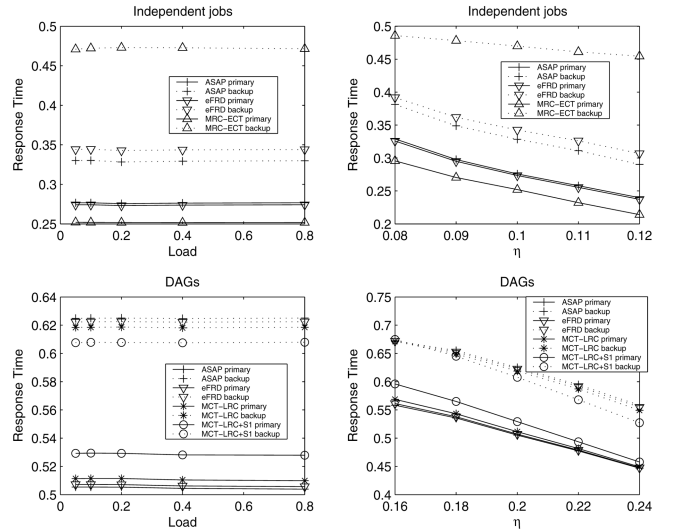 Independent jobs
0.5
0.45
0.4
0.35
0.3
0.25
0
0.2
0.4
0.6
0.8
Response Time
Load
ASAP primary
ASAP backup
eFRD primary
eFRD backup
MRC−ECT primary
MRC−ECT backup
Independent jobs
0.5
0.45
0.4
0.35
0.3
0.25
0.2
0.08
0.09
0.1
0.11
0.12
Response Time
η
ASAP primary
ASAP backup
eFRD primary
eFRD backup
MRC−ECT primary
MRC−ECT backup
DAGs
0.64
0.62
0.6
0.58
0.56
0.54
0.52
0.5
0
0.2
0.4
0.6
0.8
Response Time
Load
ASAP primary
ASAP backup
eFRD primary
eFRD backup
MCT−LRC primary
MCT−LRC backup
MCT−LRC+S1 primary
MCT−LRC+S1 backup
DAGs
0.75
0.7
0.65
0.6
0.55
0.5
0.45
0.4
0.16
0.18
0.2
0.22
0.24
Response Time
η
ASAP primary
ASAP backup
eFRD primary
eFRD backup
MCT−LRC primary
MCT−LRC backup
MCT−LRC+S1 primary
MCT−LRC+S1 backup